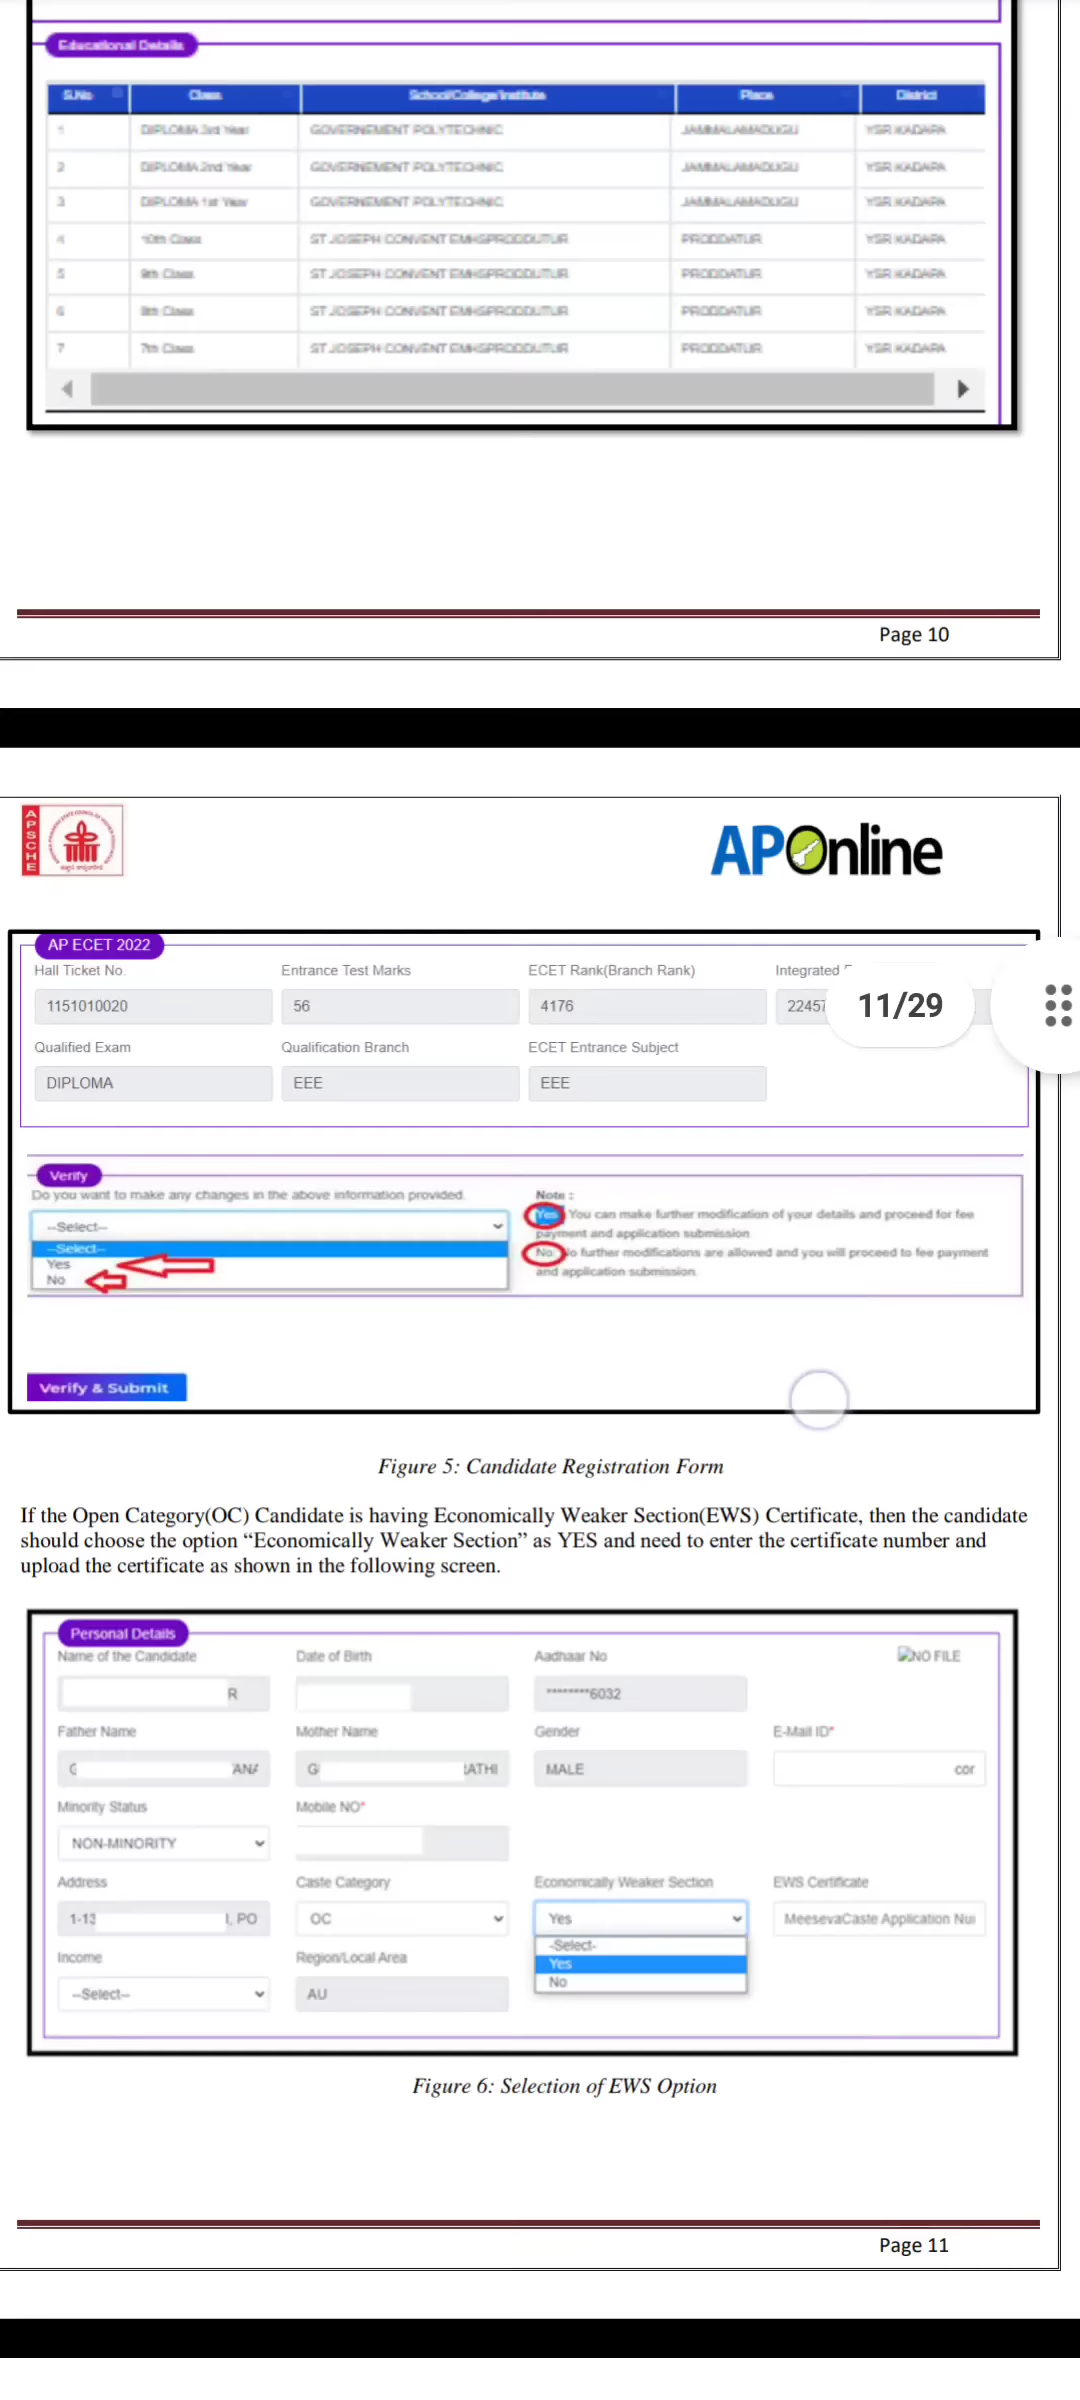 Educational Details
S.No Class School/College/Institute Place District
1 DIPLOMA 3rd Year GOVERNEMENT POLYTECHNIC JAMMALAMADUGU YSR KADAPA
2 DIPLOMA 2nd Year GOVERNEMENT POLYTECHNIC JAMMALAMADUGU YSR KADAPA
3 DIPLOMA 1st Year GOVERNEMENT POLYTECHNIC JAMMALAMADUGU YSR KADAPA
4 10th Class ST JOSEPH CONVENT EMHSPRODDUTUR PRODDATUR YSR KADAPA
5 9th Class ST JOSEPH CONVENT EMHSPRODDUTUR PRODDATUR YSR KADAPA
6 8th Class ST JOSEPH CONVENT EMHSPRODDUTUR PRODDATUR YSR KADAPA
7 7th Class ST JOSEPH CONVENT EMHSPRODDUTUR PRODDATUR YSR KADAPA
Page 10
APSCHE
APOnline
AP ECET 2022
Hall Ticket No Entrance Test Marks ECET Rank(Branch Rank) Integrated
1151010020 56 4176 2245
11/29
Qualified Exam Qualification Branch ECET Entrance Subject
DIPLOMA EEE EEE
Verify
Do you want to make any changes in the above information provided.
--Select--
--Select--
Yes
No
Note :
Yes You can make further modification of your details and proceed for fee
payment and application submission
No: No further modifications are allowed and you will proceed to fee payment
and application submission.
Verify & Submit
Figure 5: Candidate Registration Form
If the Open Category(OC) Candidate is having Economically Weaker Section(EWS) Certificate, then the candidate
should choose the option “Economically Weaker Section” as YES and need to enter the certificate number and
upload the certificate as shown in the following screen.
Personal Details
Name of the Candidate Date of Birth Aadhaar No NO FILE
R ********6032
Father Name Mother Name Gender E-Mail ID*
G ANA G ATHI MALE cor
Minority Status Mobile NO*
NON-MINORITY
Address Caste Category Economically Weaker Section EWS Certificate
1-13 I, PO OC Yes MeesevaCaste Application Nu
-Select-
Yes
No
Income Region/Local Area
--Select-- AU
Figure 6: Selection of EWS Option
Page 11